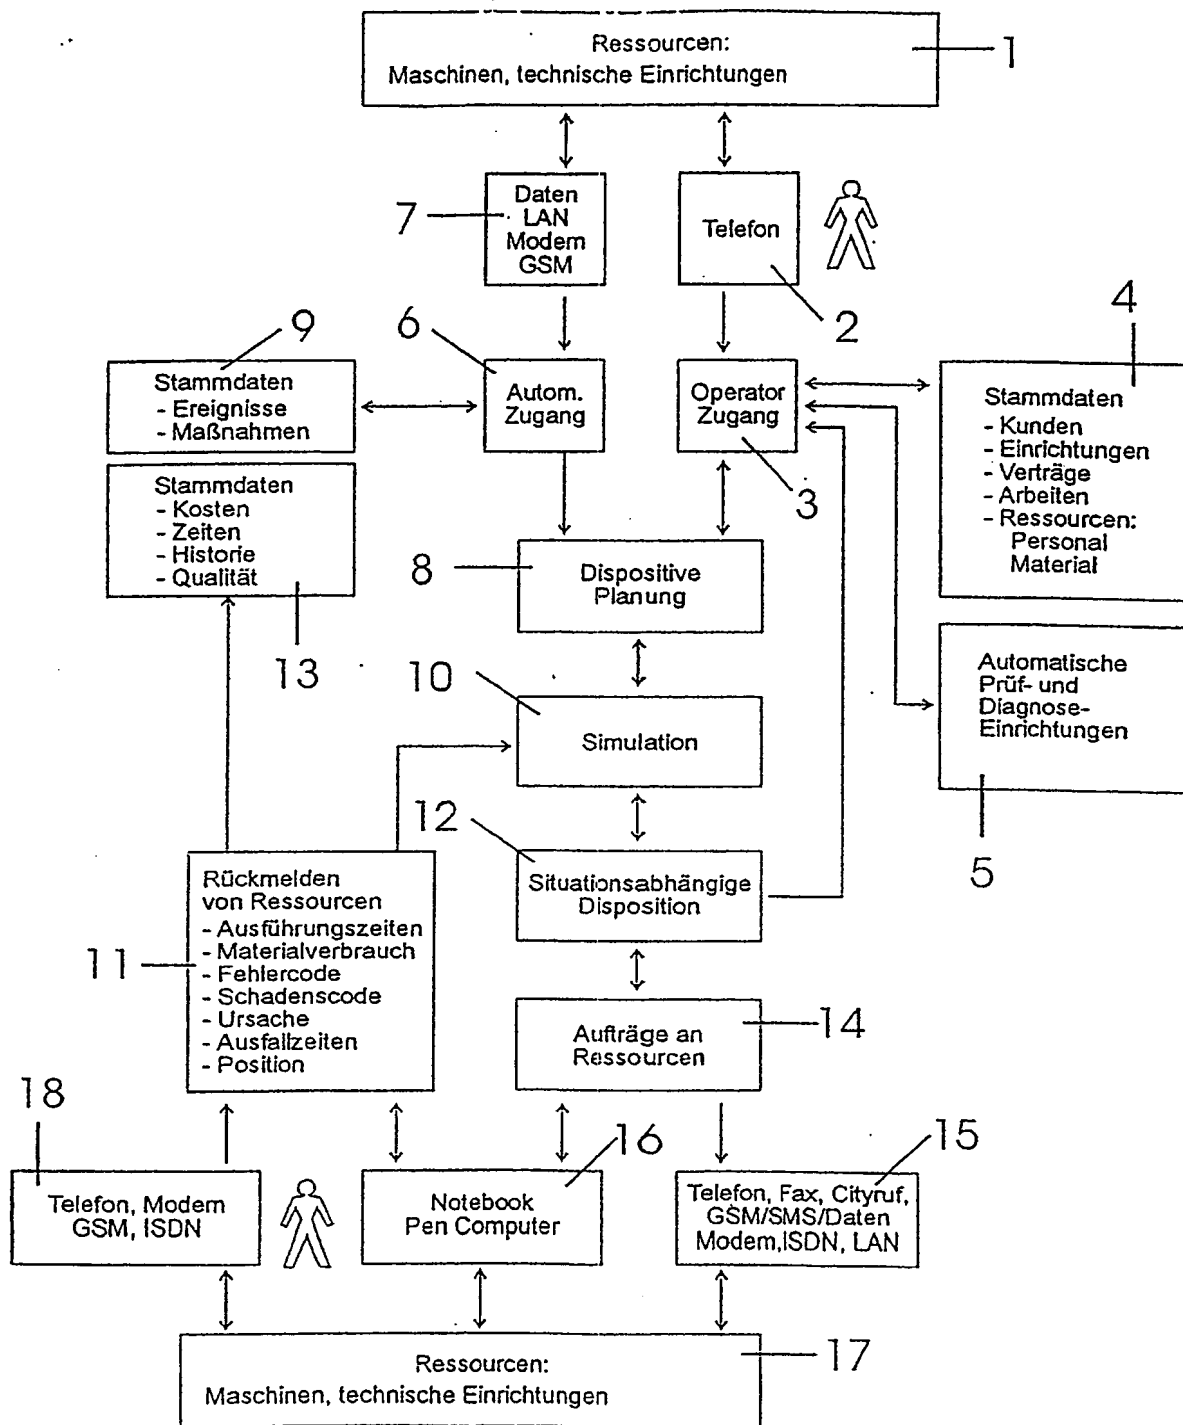 Ressourcen:
Maschinen, technische Einrichtungen
1
7
Daten
LAN
Modem
GSM
Telefon
2
4
9
6
Stammdaten
- Ereignisse
- Maßnahmen
Autom.
Zugang
Operator
Zugang
3
Stammdaten
- Kunden
- Einrichtungen
- Verträge
- Arbeiten
- Ressourcen:
Personal
Material
Stammdaten
- Kosten
- Zeiten
- Historie
- Qualität
13
8
Dispositive
Planung
10
Simulation
Automatische
Prüf- und
Diagnose-
Einrichtungen
5
12
Situationsabhängige
Disposition
11
Rückmelden
von Ressourcen
- Ausführungszeiten
- Materialverbrauch
- Fehlercode
- Schadenscode
- Ursache
- Ausfallzeiten
- Position
Aufträge an
Ressourcen
14
18
16
15
Telefon, Modem
GSM, ISDN
Notebook
Pen Computer
Telefon, Fax, Cityruf,
GSM/SMS/Daten
Modem,ISDN, LAN
Ressourcen:
Maschinen, technische Einrichtungen
17